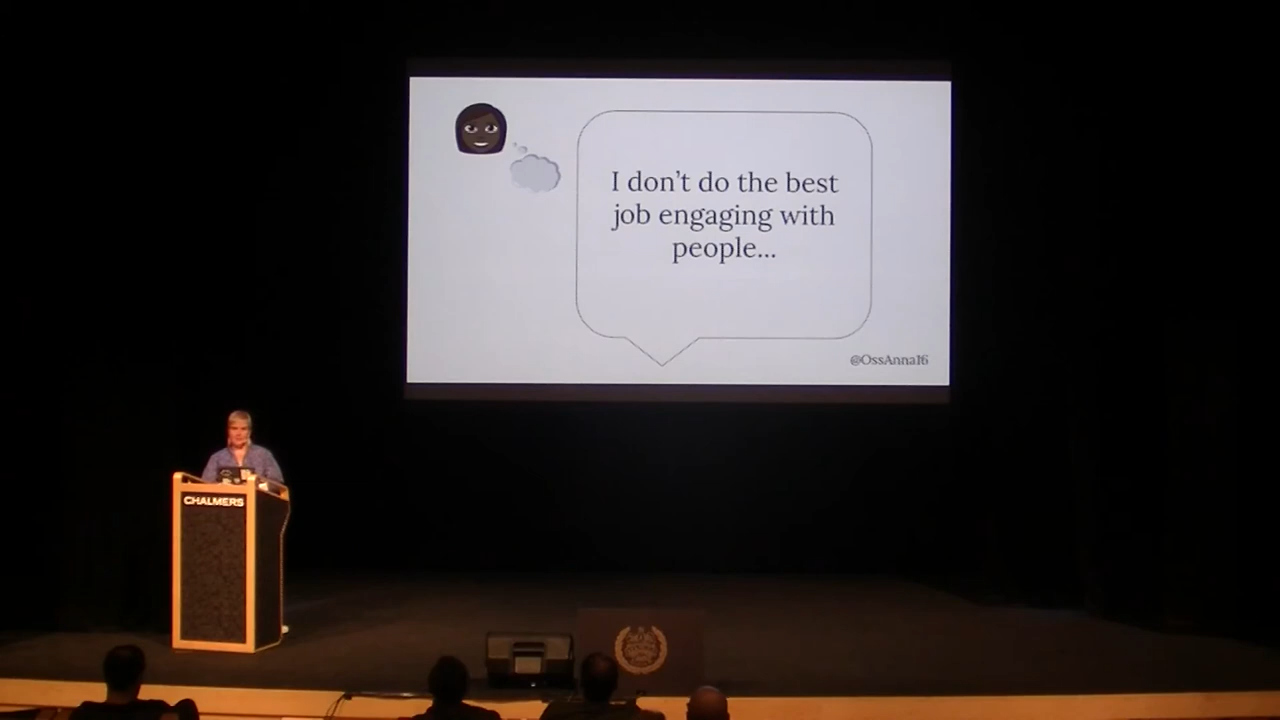 I don't do the best
job engaging with
people...
@OssAnna16
CHALMERS